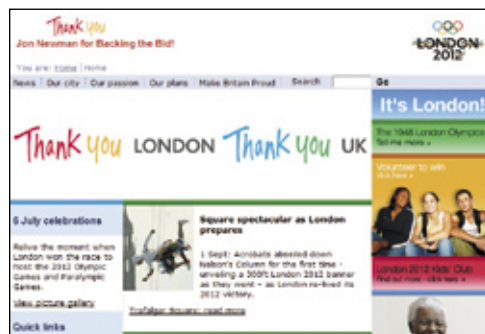 Thank you
Jon Newman for Backing the Bid!
LONDON
2012
You are: Home | Home
News Our city Our passion Our plans Make Britain Proud Search Go
It's London!
The 1948 London Olympics
Tell me more »
Thank you LONDON Thank you UK
Volunteer to win
click here »
6 July celebrations
Relive the moment when
London won the race to
host the 2012 Olympic
Games and Paralympic
Games.
View picture gallery
Quick links
Square spectacular as London
prepares
1 Sept: Acrobats abseiled down
Nelson's Column for the first time -
unveiling a 300ft London 2012 banner
as they went - as London re-lived its
2012 victory.
Trafalgar Square: read more
London 2012 Kids' Club
Find out more - click here »